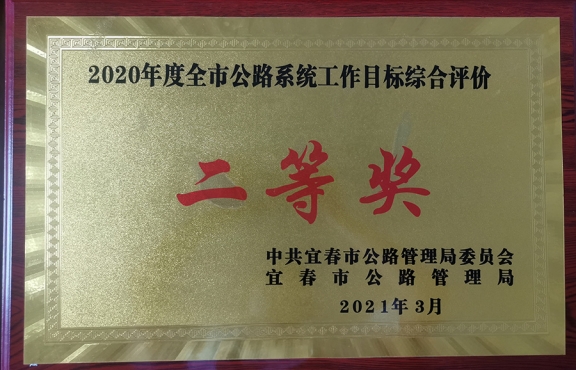 2020年度全市公路系统工作目标综合评价
二等奖
中共宜春市公路管理局委员会
宜春市公路管理局
2021年3月